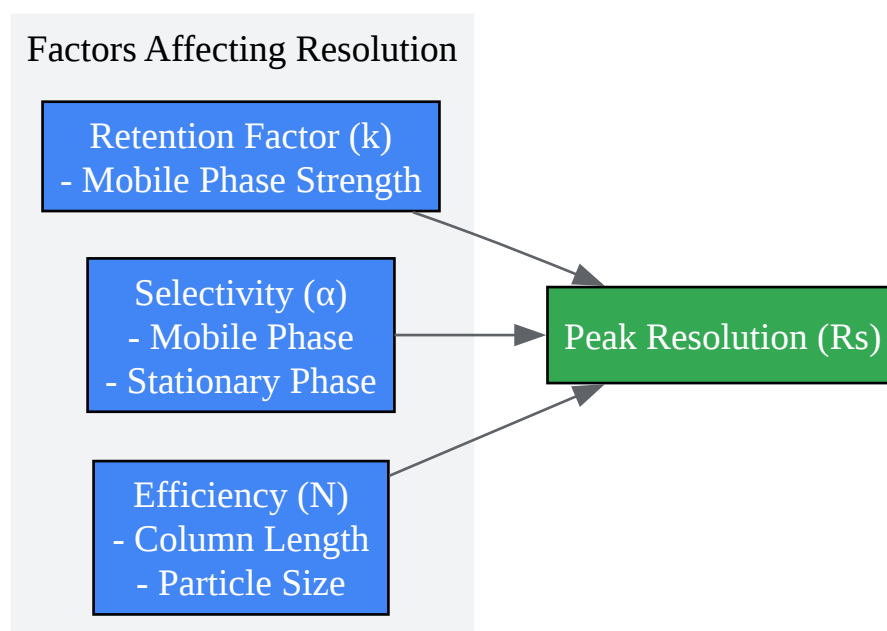 Factors Affecting Resolution
Retention Factor (k)
- Mobile Phase Strength
Selectivity (α)
- Mobile Phase
- Stationary Phase
Peak Resolution (Rs)
Efficiency (N)
- Column Length
- Particle Size